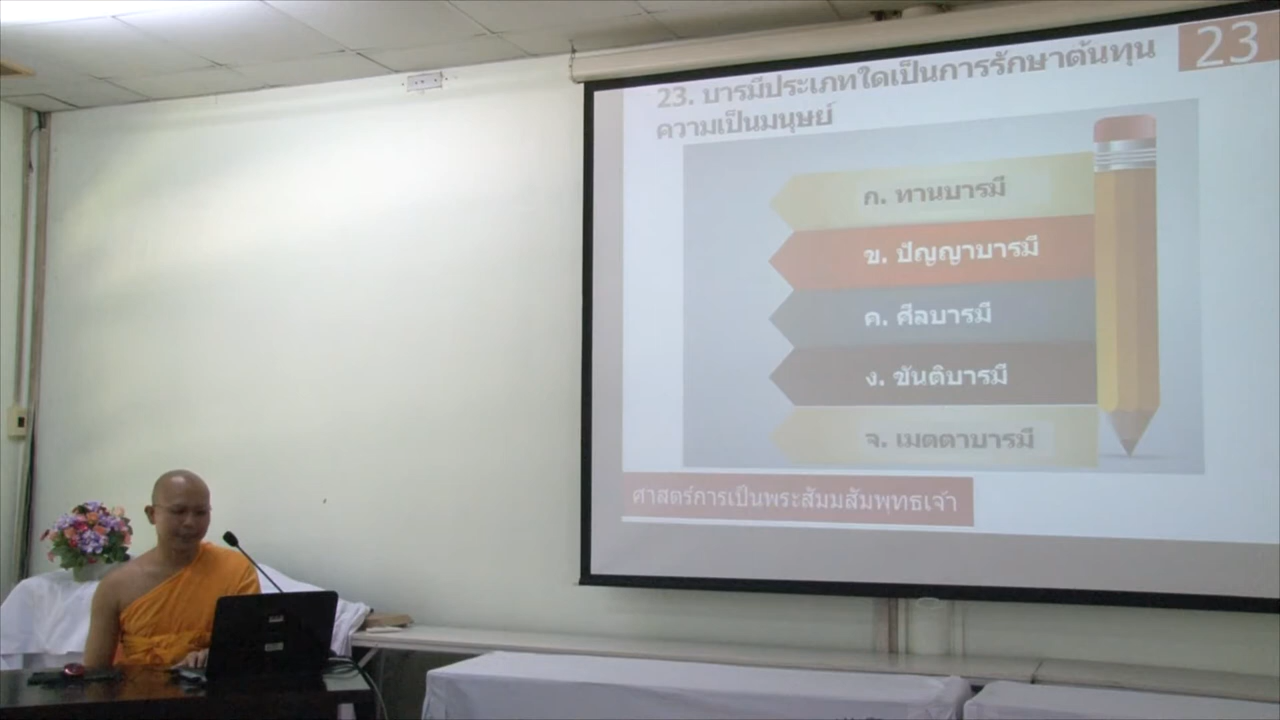 23
23. บารมีประเภทใดเป็นการรักษาต้นทุน
ความเป็นมนุษย์
ก. ทานบารมี
ข. ปัญญาบารมี
ค. ศีลบารมี
ง. ขันติบารมี
จ. เมตตาบารมี
ศาสตร์การเป็นพระสัมมสัมพุทธเจ้า